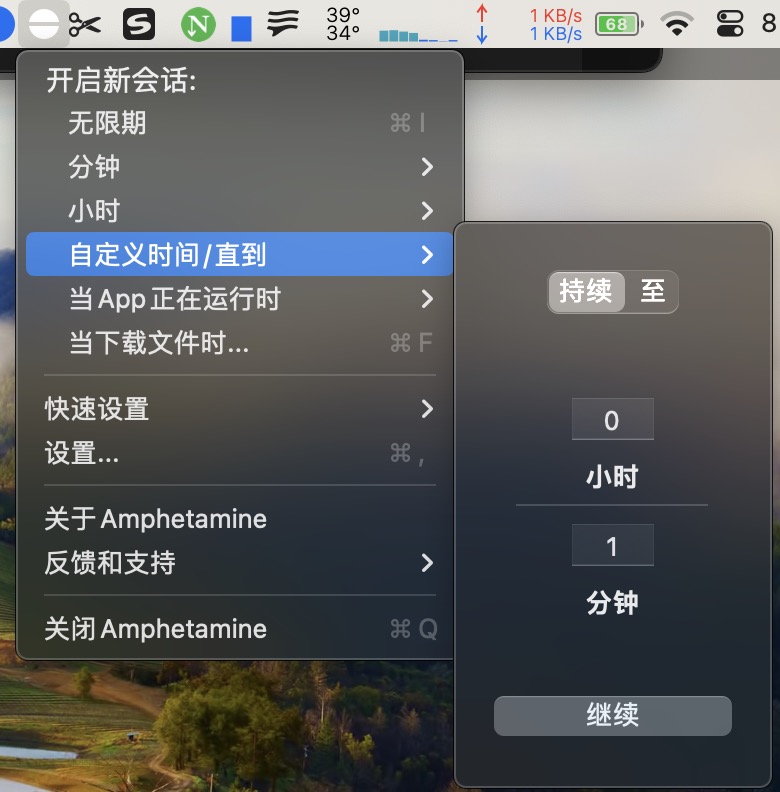 S
N
39°
34°
1 KB/s
1 KB/s
68
8
开启新会话:
无限期 ⌘ I
分钟
小时
自定义时间/直到
当 App 正在运行时
当下载文件时... ⌘ F
快速设置
设置... ⌘ ,
关于 Amphetamine
反馈和支持
关闭 Amphetamine ⌘ Q
持续 至
0
小时
1
分钟
继续